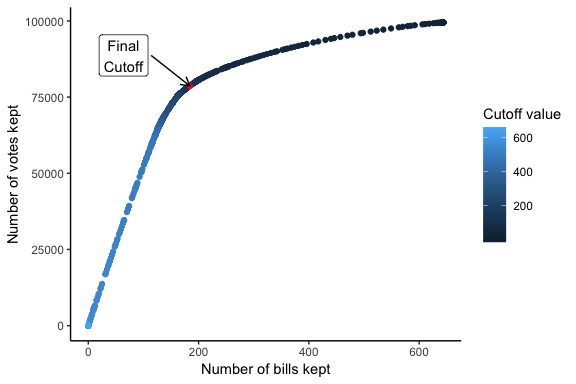 100000
75000
50000
25000
0
Number of votes kept
Final
Cutoff
0
200
400
600
Number of bills kept
Cutoff value
600
400
200